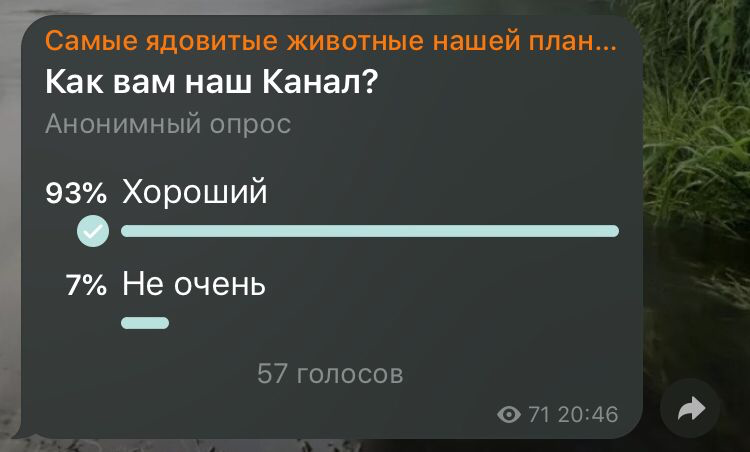 Самые ядовитые животные нашей план...
Как вам наш Канал?
Анонимный опрос
93% Хороший
7% Не очень
57 голосов
71 20:46